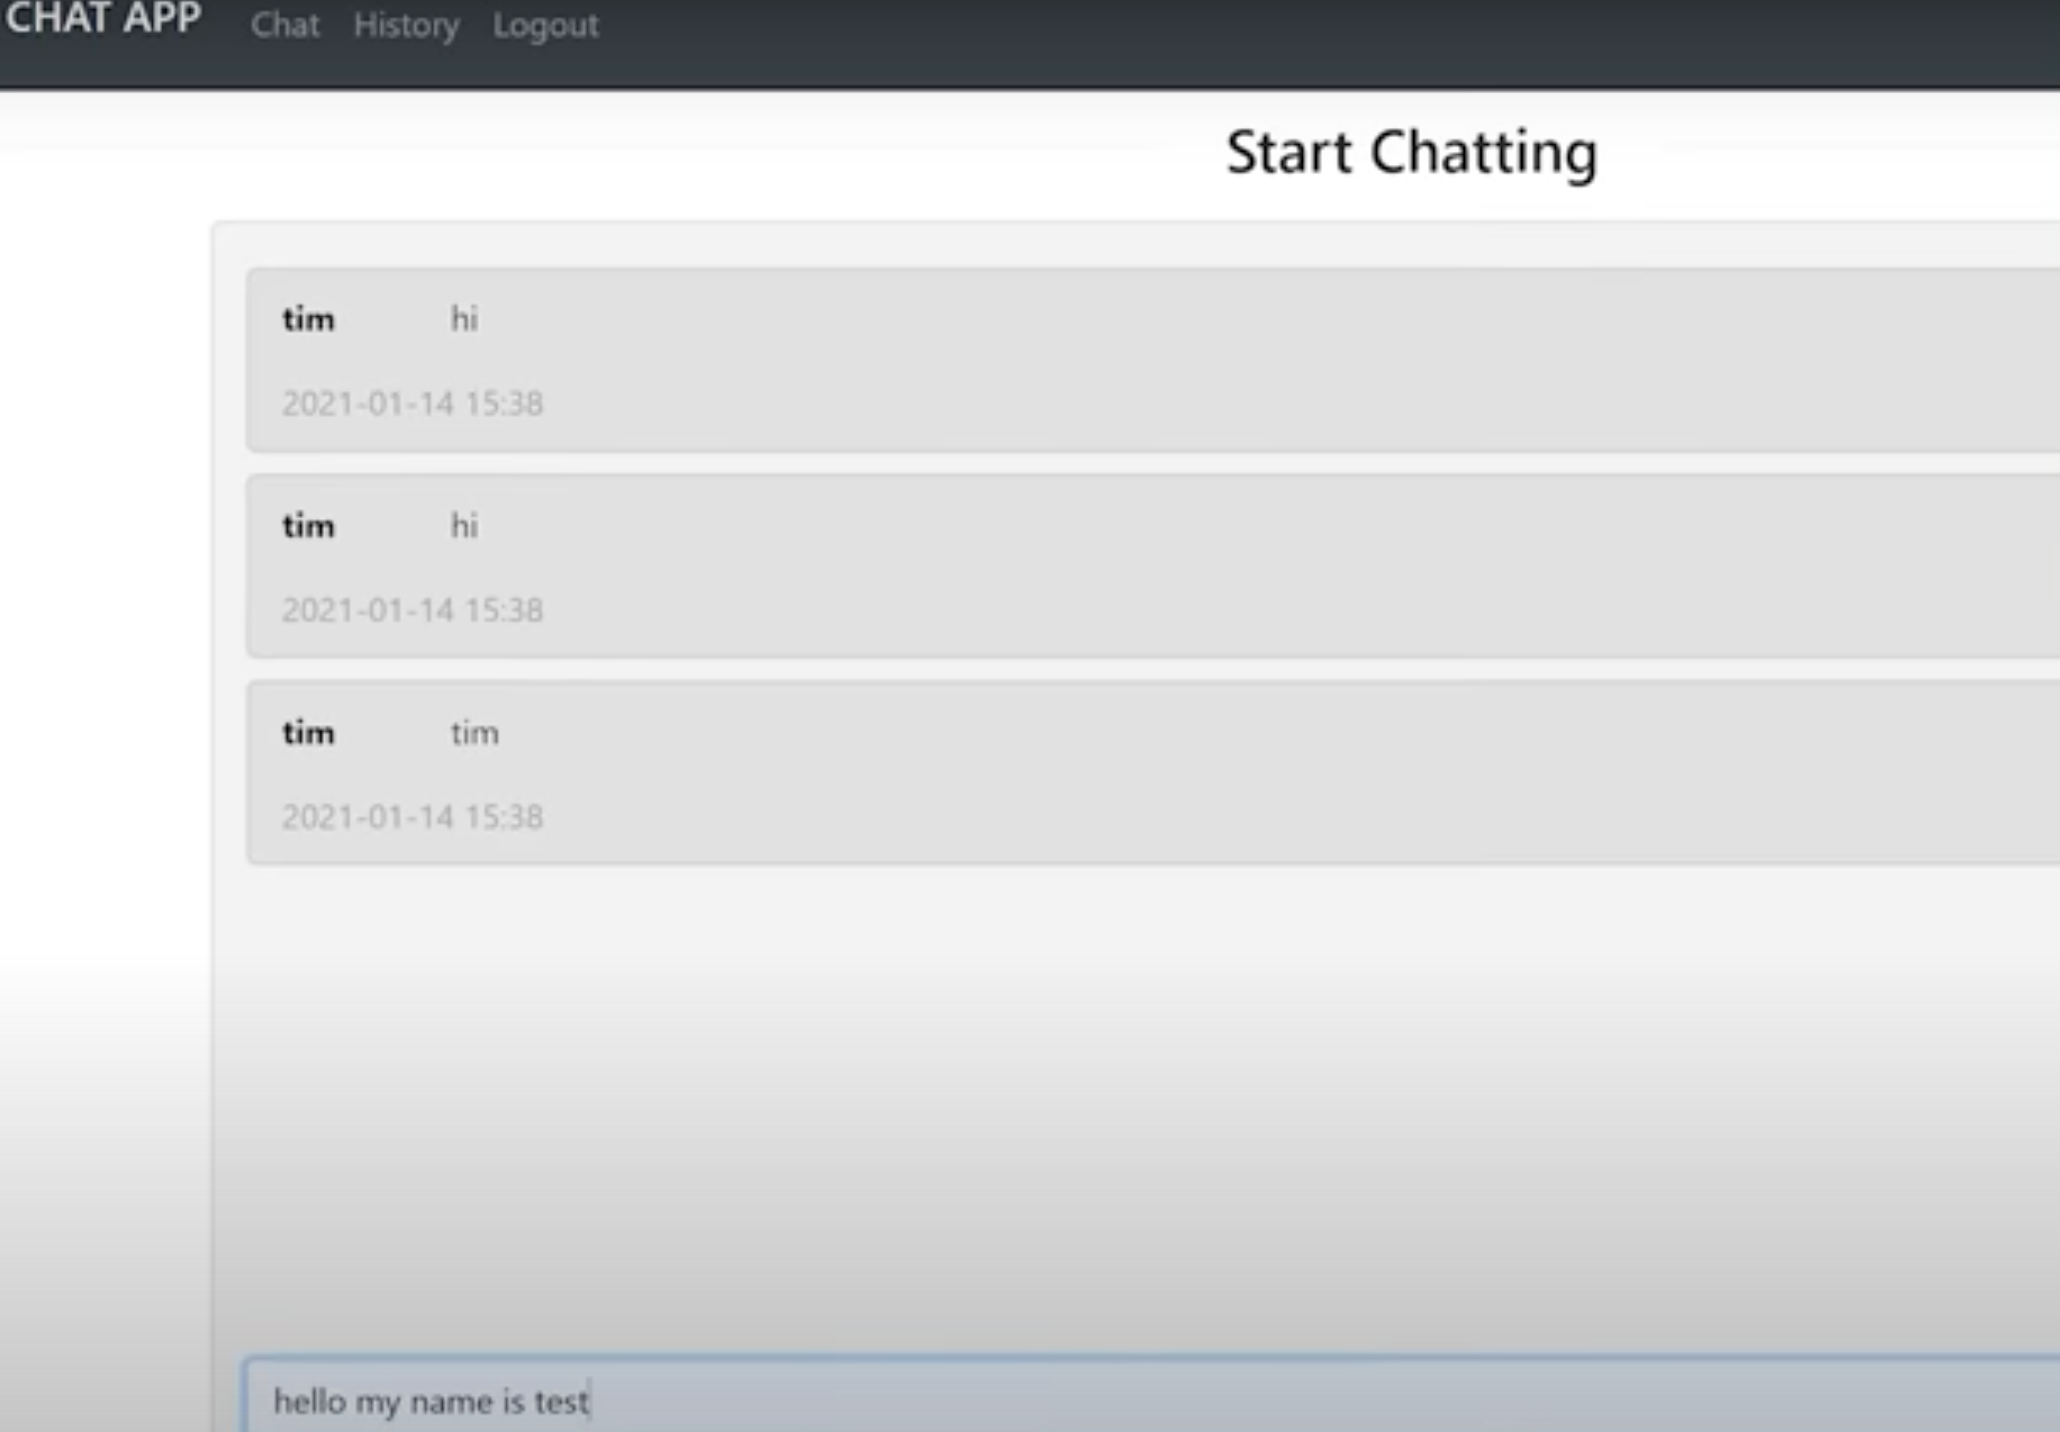 CHAT APP Chat History Logout
Start Chatting
tim hi
2021-01-14 15:38
tim hi
2021-01-14 15:38
tim tim
2021-01-14 15:38
hello my name is test